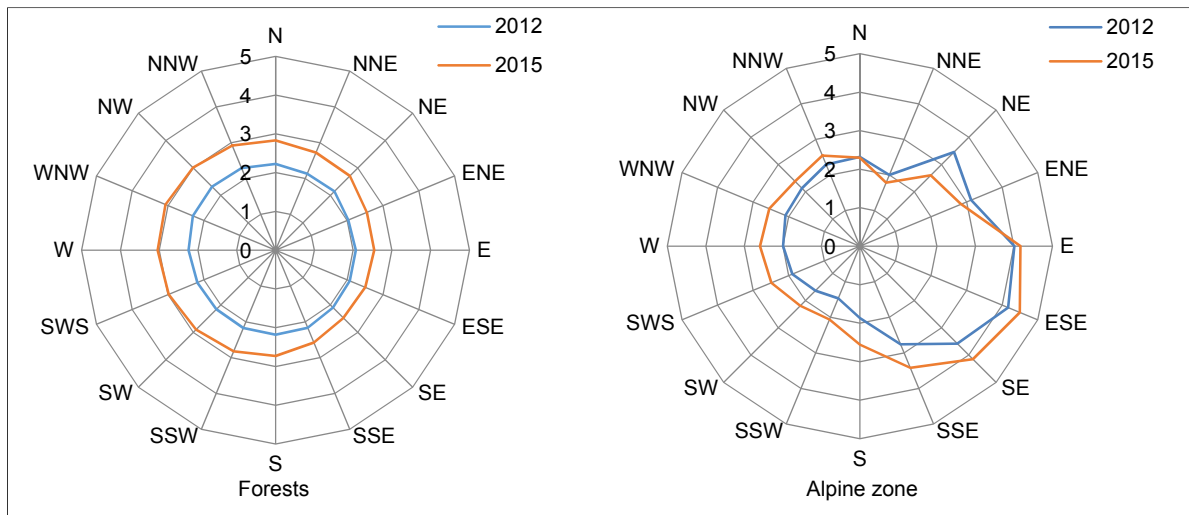 N
NNE
NE
ENE
E
ESE
SE
SSE
S
SSW
SW
SWS
W
WNW
NW
NNW
5
4
3
2
1
0
2012
2015
Forests
N
NNE
NE
ENE
E
ESE
SE
SSE
S
SSW
SW
SWS
W
WNW
NW
NNW
5
4
3
2
1
0
2012
2015
Alpine zone